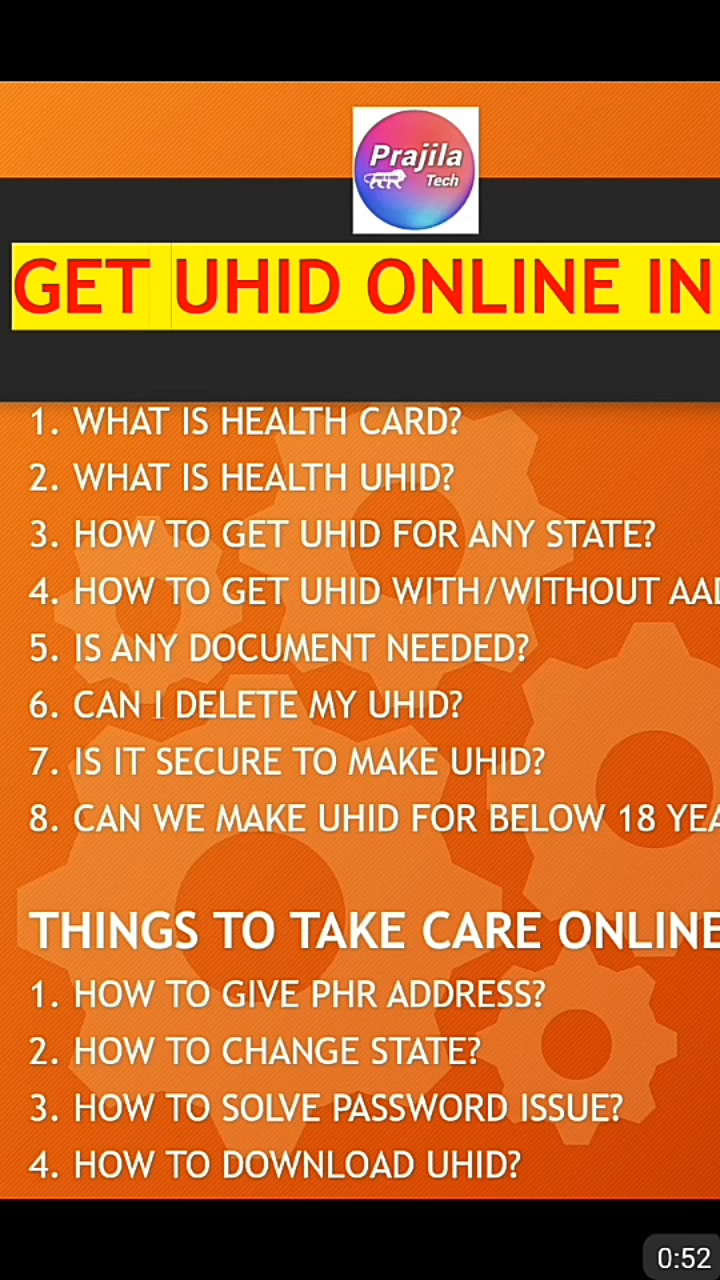 Prajila
Tech
GET UHID ONLINE IN
1. WHAT IS HEALTH CARD?
2. WHAT IS HEALTH UHID?
3. HOW TO GET UHID FOR ANY STATE?
4. HOW TO GET UHID WITH/WITHOUT AAD
5. IS ANY DOCUMENT NEEDED?
6. CAN I DELETE MY UHID?
7. IS IT SECURE TO MAKE UHID?
8. CAN WE MAKE UHID FOR BELOW 18 YEA
THINGS TO TAKE CARE ONLINE
1. HOW TO GIVE PHR ADDRESS?
2. HOW TO CHANGE STATE?
3. HOW TO SOLVE PASSWORD ISSUE?
4. HOW TO DOWNLOAD UHID?
0:52